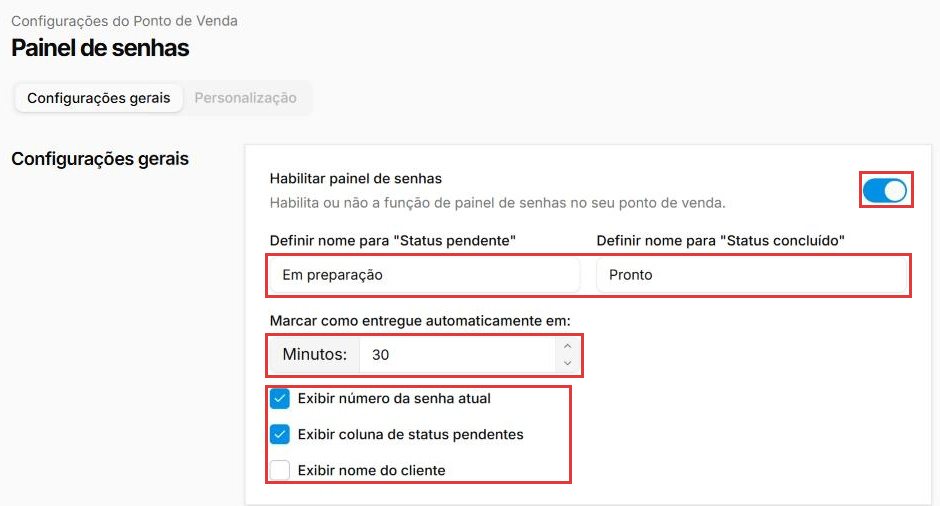 Configurações do Ponto de Venda
Painel de senhas
Configurações gerais Personalização
Configurações gerais
Habilitar painel de senhas
Habilita ou não a função de painel de senhas no seu ponto de venda.
Definir nome para "Status pendente" Definir nome para "Status concluído"
Em preparação Pronto
Marcar como entregue automaticamente em:
Minutos: 30
Exibir número da senha atual
Exibir coluna de status pendentes
Exibir nome do cliente